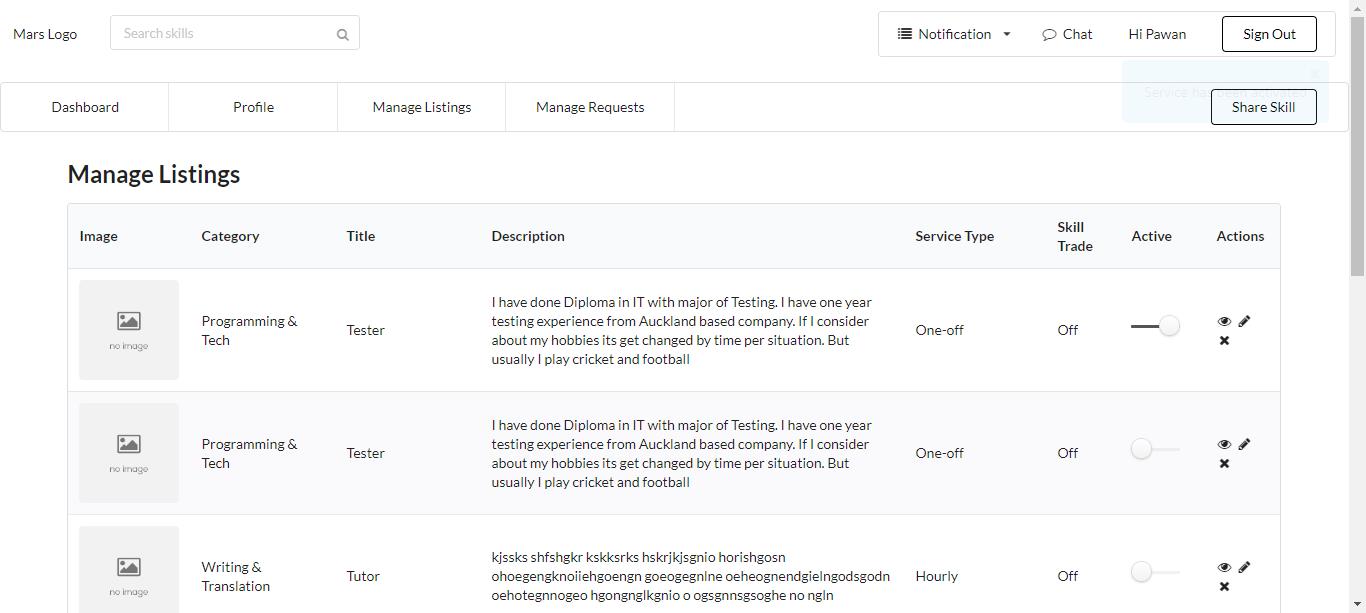 Mars Logo
Search skills
Notification
Chat
Hi Pawan
Sign Out
Service has been activated
Dashboard
Profile
Manage Listings
Manage Requests
Share Skill
Manage Listings
Image
Category
Title
Description
Service Type
Skill
Trade
Active
Actions
no image
Programming &
Tech
Tester
I have done Diploma in IT with major of Testing. I have one year
testing experience from Auckland based company. If I consider
about my hobbies its get changed by time per situation. But
usually I play cricket and football
One-off
Off
no image
Programming &
Tech
Tester
I have done Diploma in IT with major of Testing. I have one year
testing experience from Auckland based company. If I consider
about my hobbies its get changed by time per situation. But
usually I play cricket and football
One-off
Off
no image
Writing &
Translation
Tutor
kjssks shfshgkr kskksrks hskrjkjsgnio horishgosn
ohoegengknoiiehgoengn goeogegnlne oeheognendgielngodsgodn
oehotegnnogeo hgongnglkgnio o ogsgnnsgsoghe no ngln
Hourly
Off